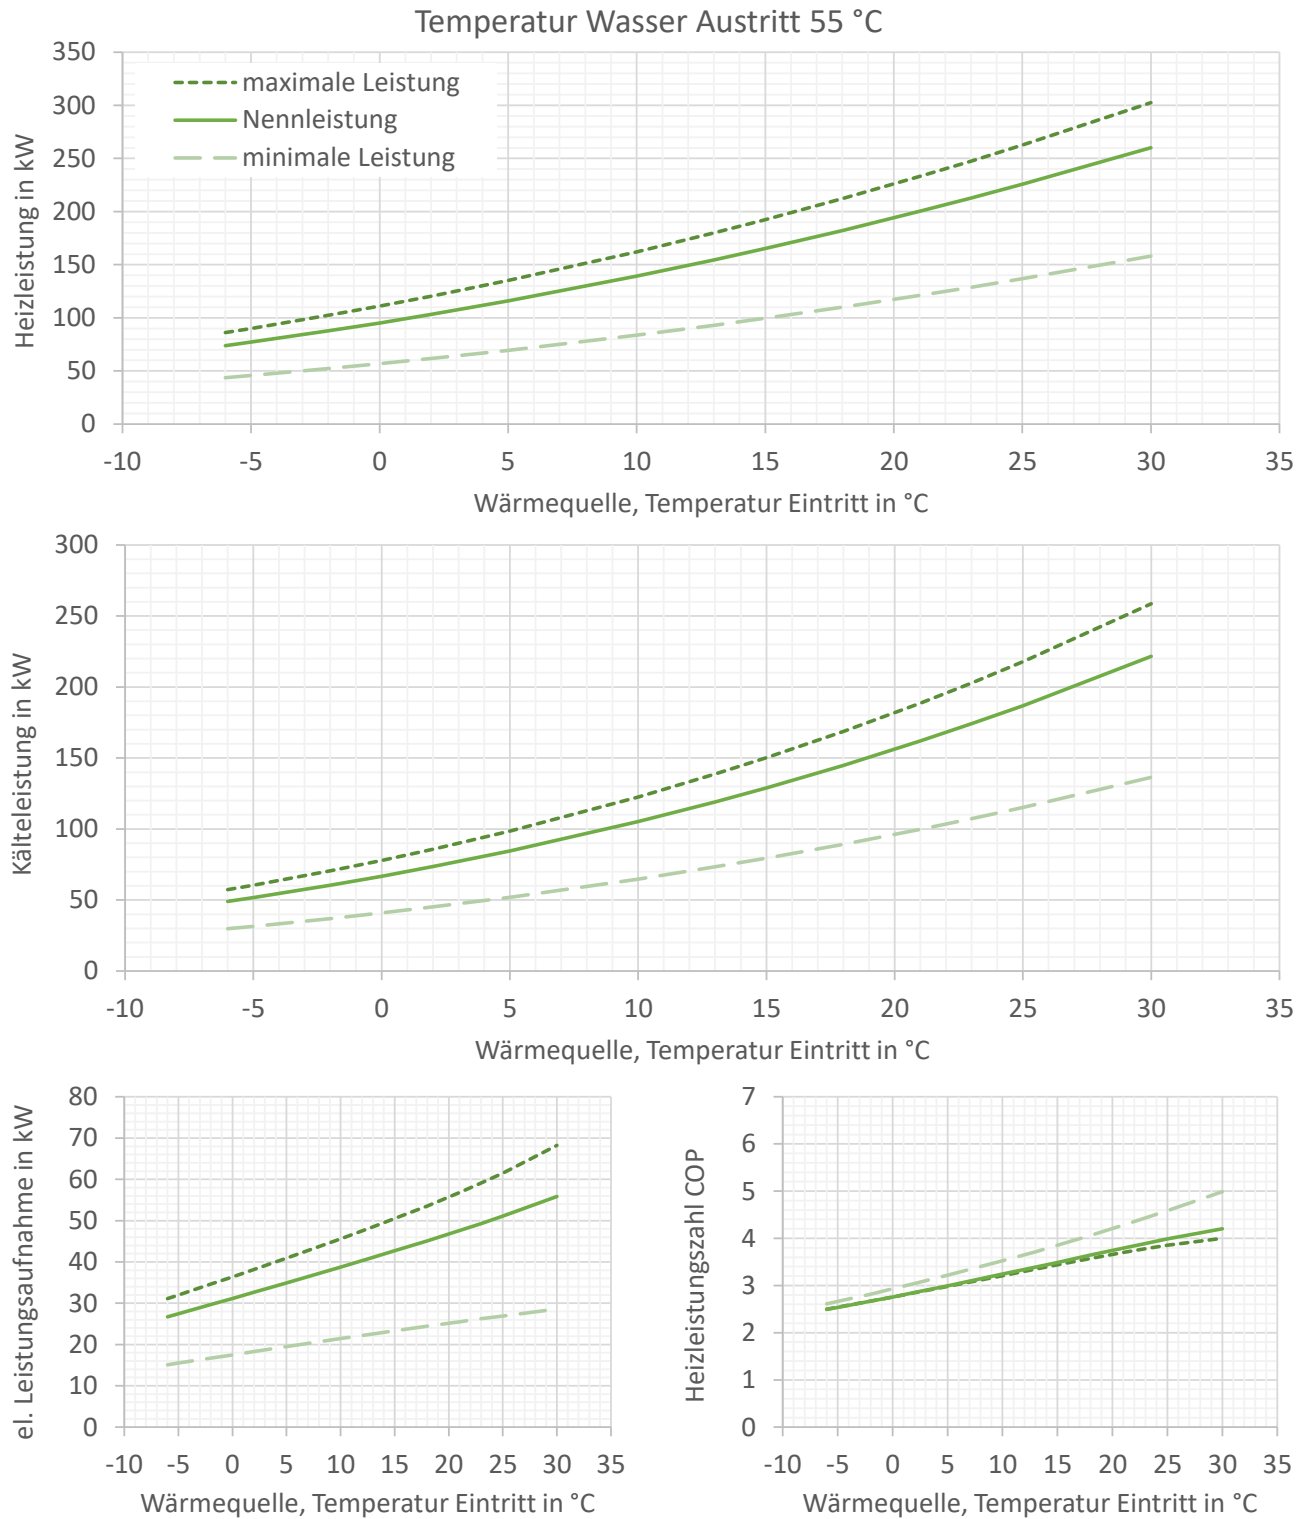 Temperatur Wasser Austritt 55 °C
maximale Leistung
Nennleistung
minimale Leistung
Heizleistung in kW
350
300
250
200
150
100
50
0
-10 -5 0 5 10 15 20 25 30 35
Wärmequelle, Temperatur Eintritt in °C
Kälteleistung in kW
300
250
200
150
100
50
0
-10 -5 0 5 10 15 20 25 30 35
Wärmequelle, Temperatur Eintritt in °C
el. Leistungsaufnahme in kW
80
70
60
50
40
30
20
10
0
-10 -5 0 5 10 15 20 25 30 35
Wärmequelle, Temperatur Eintritt in °C
Heizleistungszahl COP
7
6
5
4
3
2
1
0
-10 -5 0 5 10 15 20 25 30 35
Wärmequelle, Temperatur Eintritt in °C